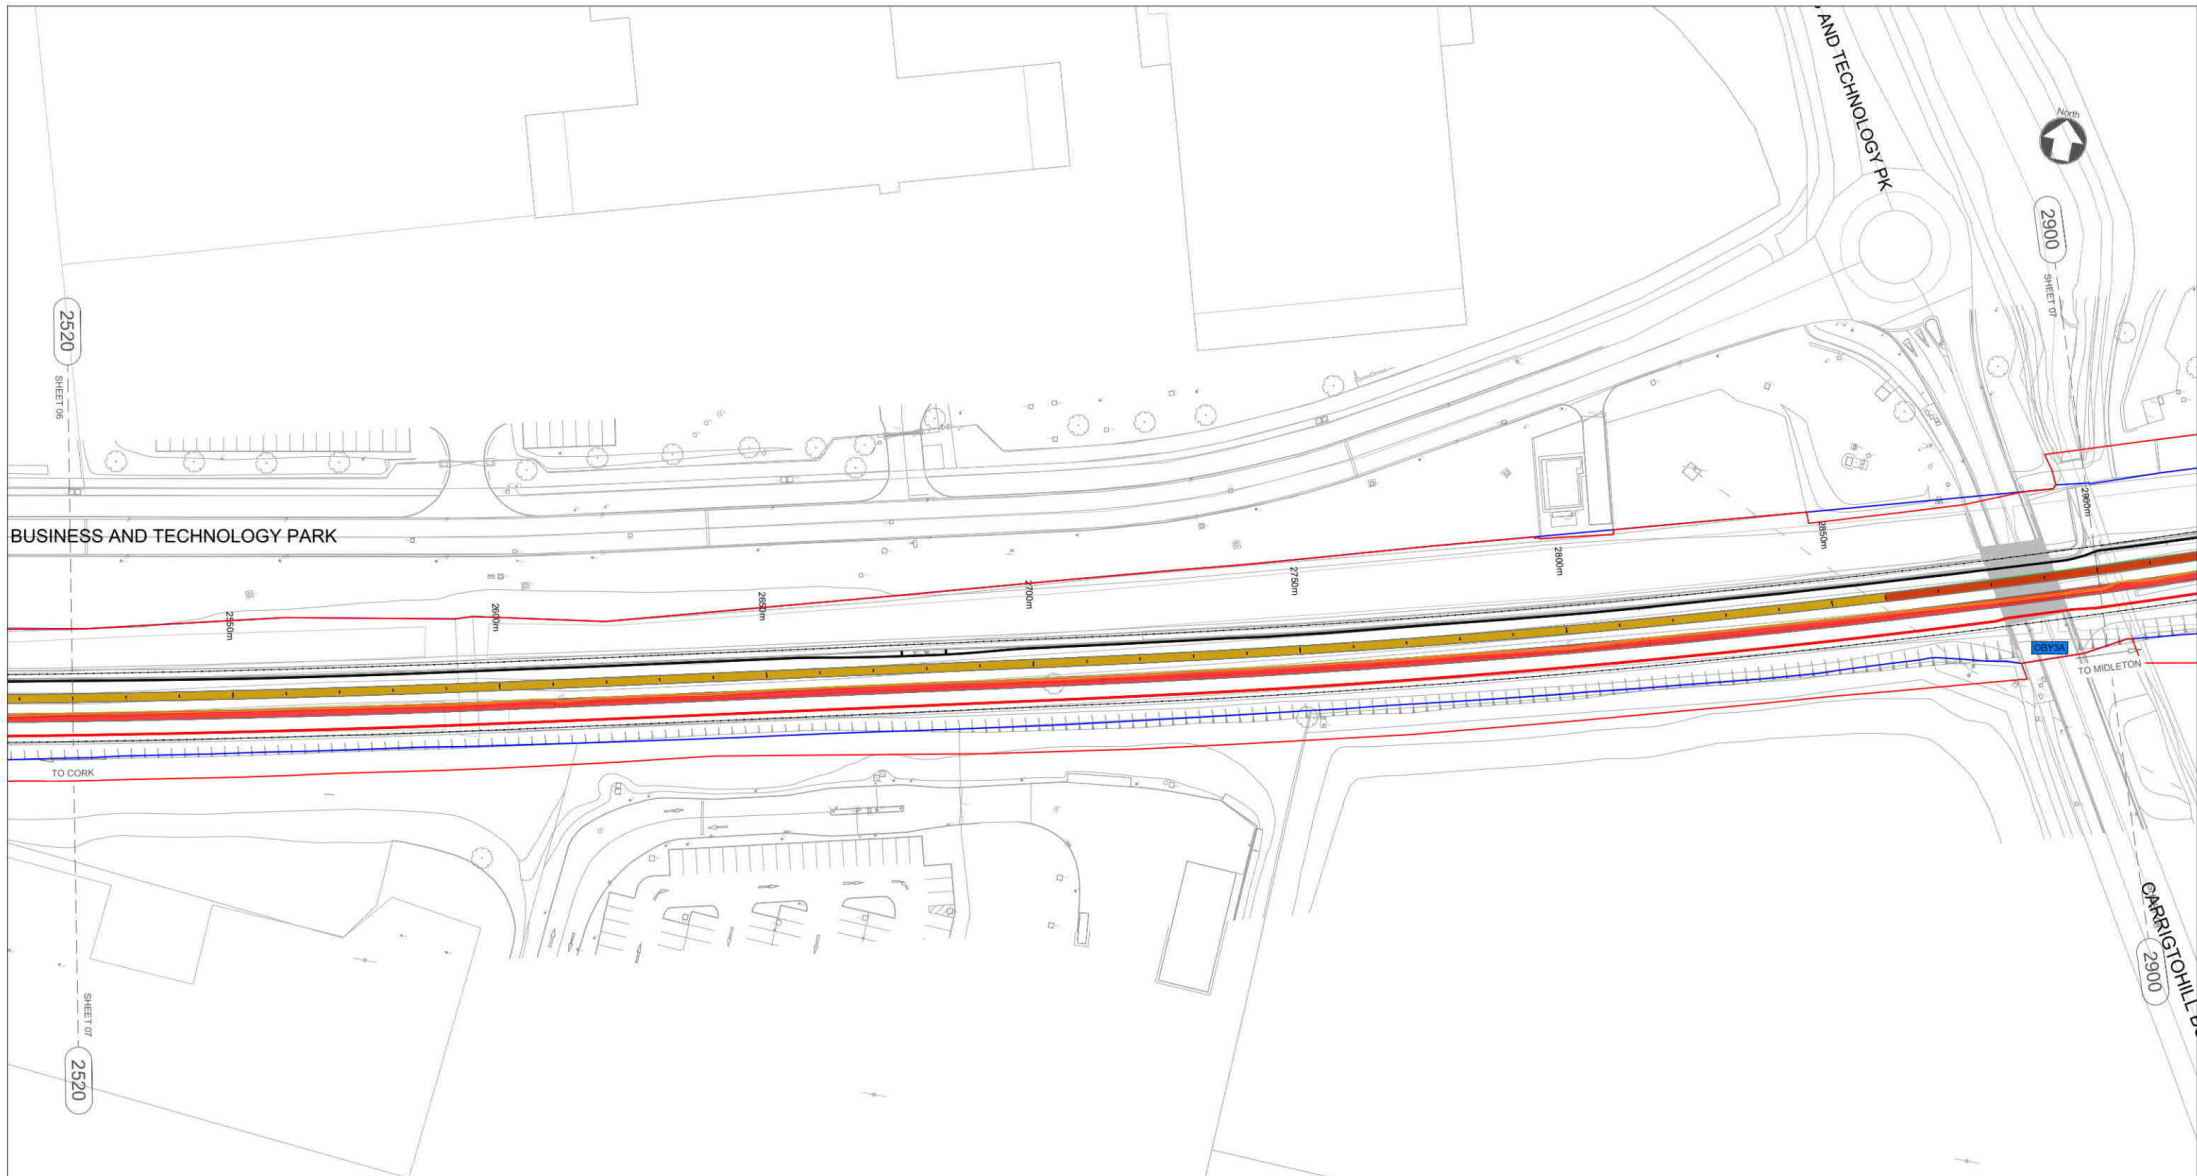 AND TECHNOLOGY PK
North
2900
SHEET 07
2520
SHEET 06
BUSINESS AND TECHNOLOGY PARK
2550m
2600m
2650m
2700m
2750m
2800m
2850m
2900m
OBY3A
TO MIDLETON
TO CORK
CARRIGTOHILL
2900
SHEET 07
2520